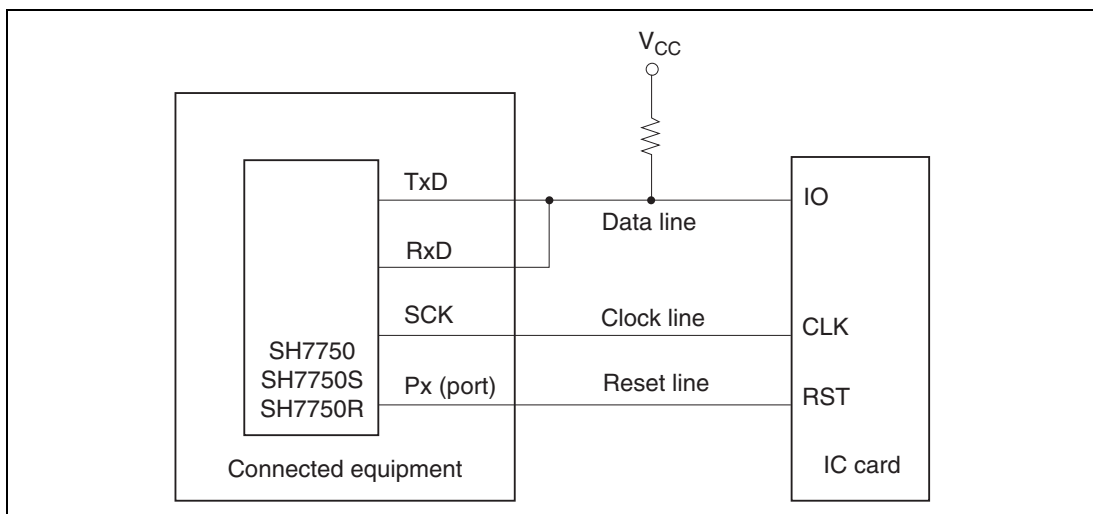 VCC
TxD
IO
Data line
RxD
SCK
Clock line
CLK
SH7750
SH7750S
SH7750R
Px (port)
Reset line
RST
Connected equipment
IC card